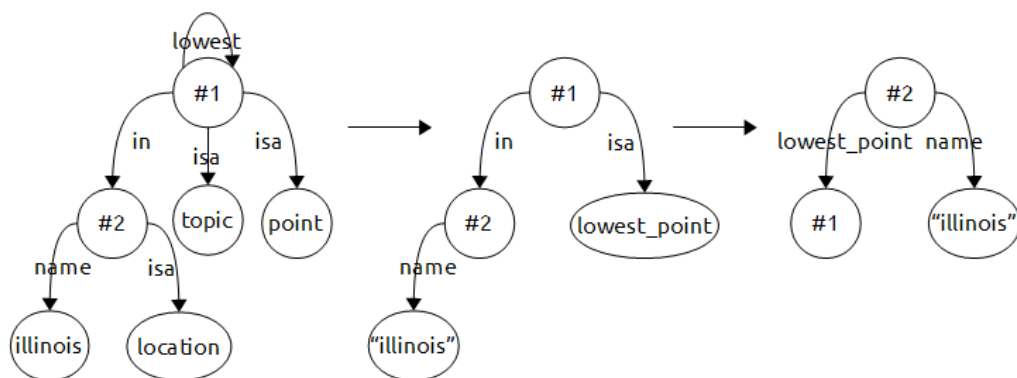 lowest
#1
in
isa
isa
#2
topic
point
name
isa
illinois
location
#1
in
isa
#2
lowest_point
name
“illinois”
#2
lowest_point
name
#1
“illinois”